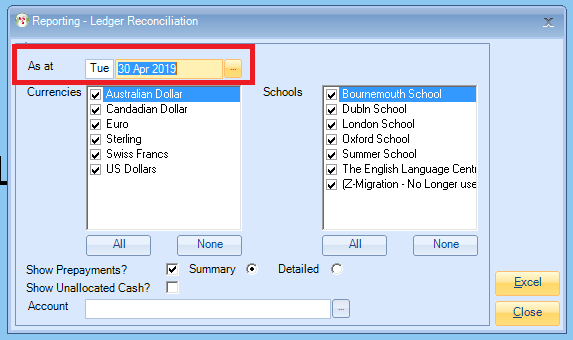 Reporting - Ledger Reconciliation
As at Tue 30 Apr 2019 ...
Currencies Schools
Australian Dollar Bournemouth School
Candadian Dollar Dubln School
Euro London School
Sterling Oxford School
Swiss Francs Summer School
US Dollars The English Language Centr
(Z-Migration - No Longer use
All None All None
Show Prepayments? Summary Detailed
Show Unallocated Cash?
Excel
Account ...
Close